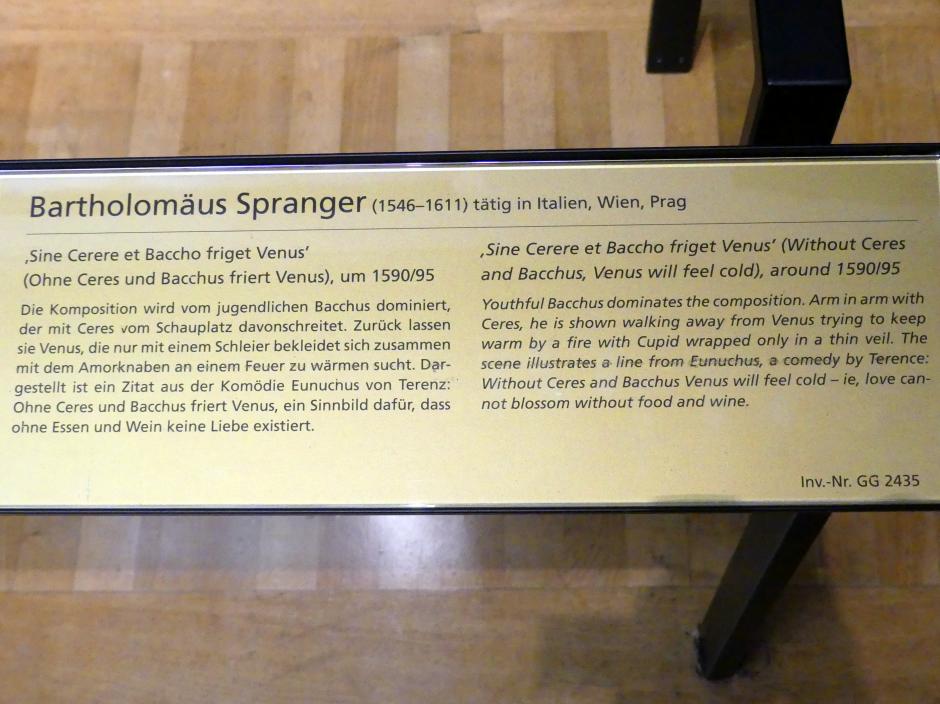 Bartholomäus Spranger (1546–1611) tätig in Italien, Wien, Prag
‚Sine Cerere et Baccho friget Venus‘
(Ohne Ceres und Bacchus friert Venus), um 1590/95
Die Komposition wird vom jugendlichen Bacchus dominiert,
der mit Ceres vom Schauplatz davonschreitet. Zurück lassen
sie Venus, die nur mit einem Schleier bekleidet sich zusammen
mit dem Amorknaben an einem Feuer zu wärmen sucht. Dar-
gestellt ist ein Zitat aus der Komödie Eunuchus von Terenz:
Ohne Ceres und Bacchus friert Venus, ein Sinnbild dafür, dass
ohne Essen und Wein keine Liebe existiert.
‚Sine Cerere et Baccho friget Venus‘ (Without Ceres
and Bacchus, Venus will feel cold), around 1590/95
Youthful Bacchus dominates the composition. Arm in arm with
Ceres, he is shown walking away from Venus trying to keep
warm by a fire with Cupid wrapped only in a thin veil. The
scene illustrates a line from Eunuchus, a comedy by Terence:
Without Ceres and Bacchus Venus will feel cold – ie, love can-
not blossom without food and wine.
Inv.-Nr. GG 2435